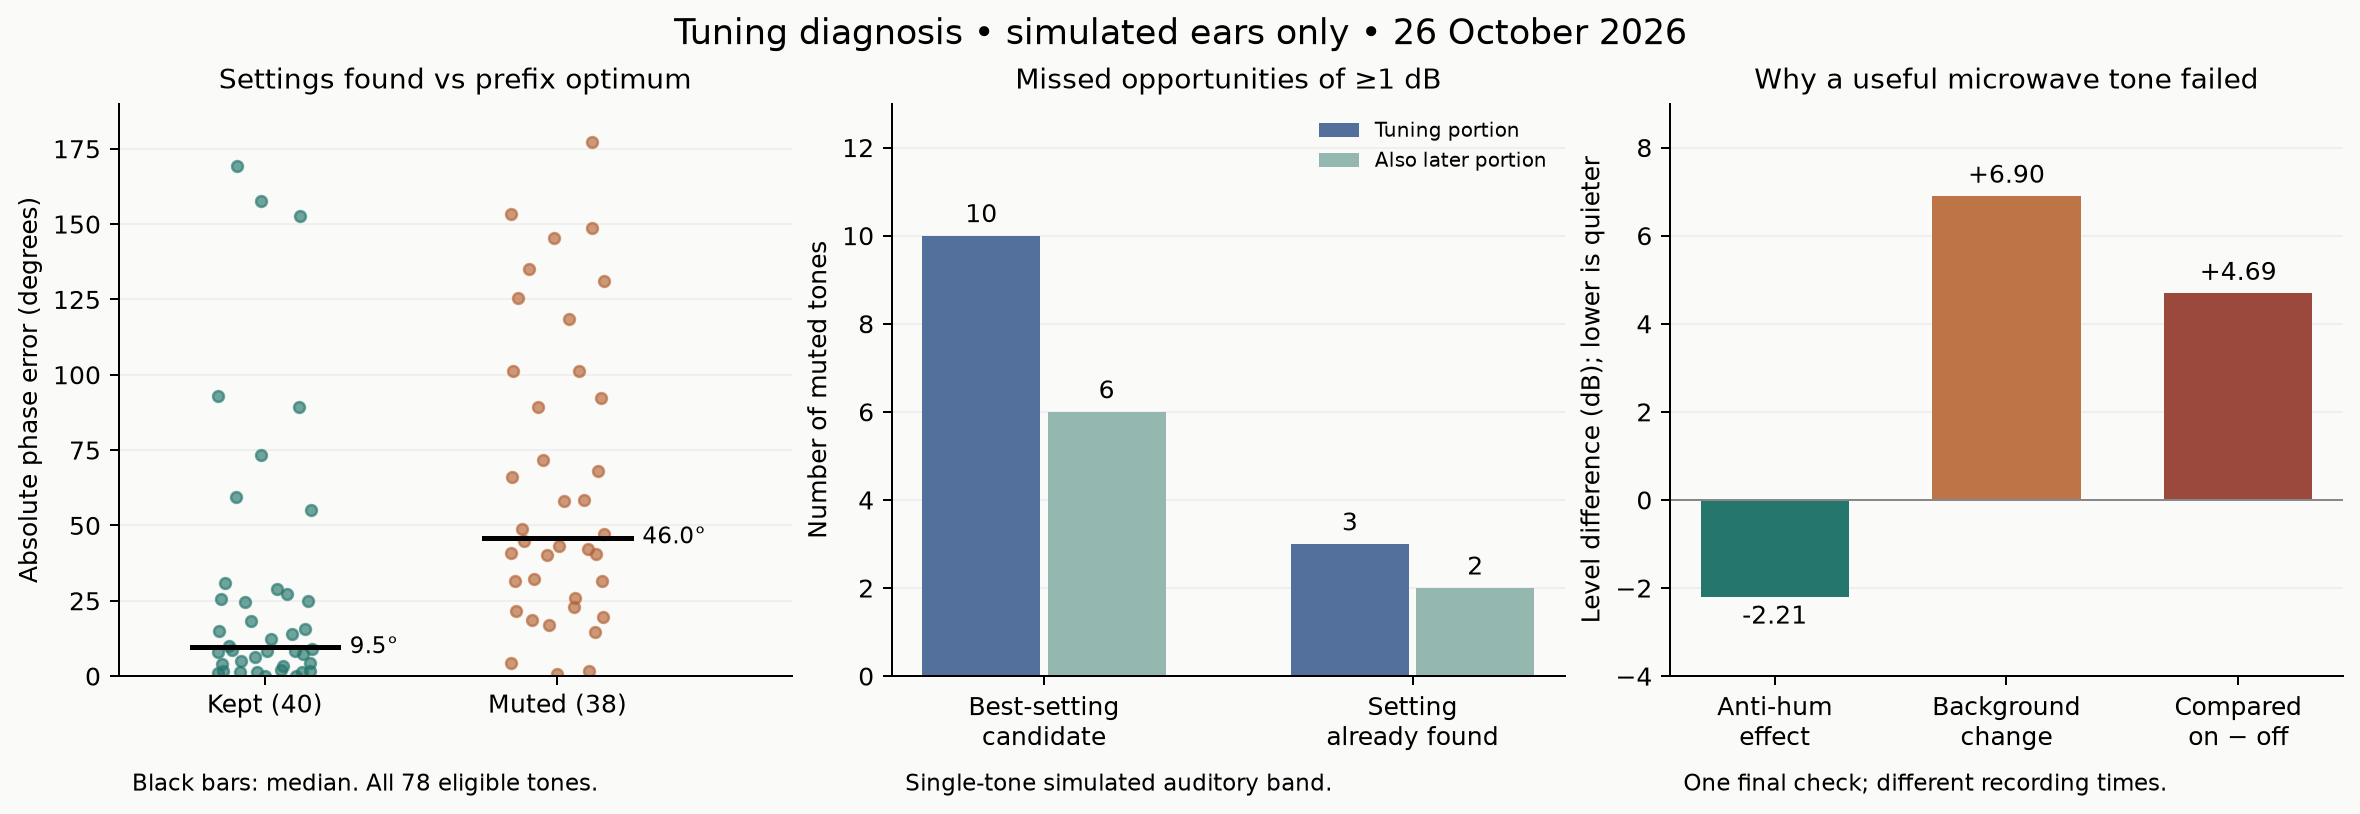 Tuning diagnosis • simulated ears only • 26 October 2026
Settings found vs prefix optimum
Absolute phase error (degrees)
175
150
125
100
75
50
25
0
46.0°
9.5°
Kept (40)
Muted (38)
Black bars: median. All 78 eligible tones.
Missed opportunities of ≥1 dB
Number of muted tones
12
10
8
6
4
2
0
Tuning portion
Also later portion
10
6
3
2
Best-setting
candidate
Setting
already found
Single-tone simulated auditory band.
Why a useful microwave tone failed
Level difference (dB); lower is quieter
8
6
4
2
0
−2
−4
-2.21
+6.90
+4.69
Anti-hum
effect
Background
change
Compared
on − off
One final check; different recording times.